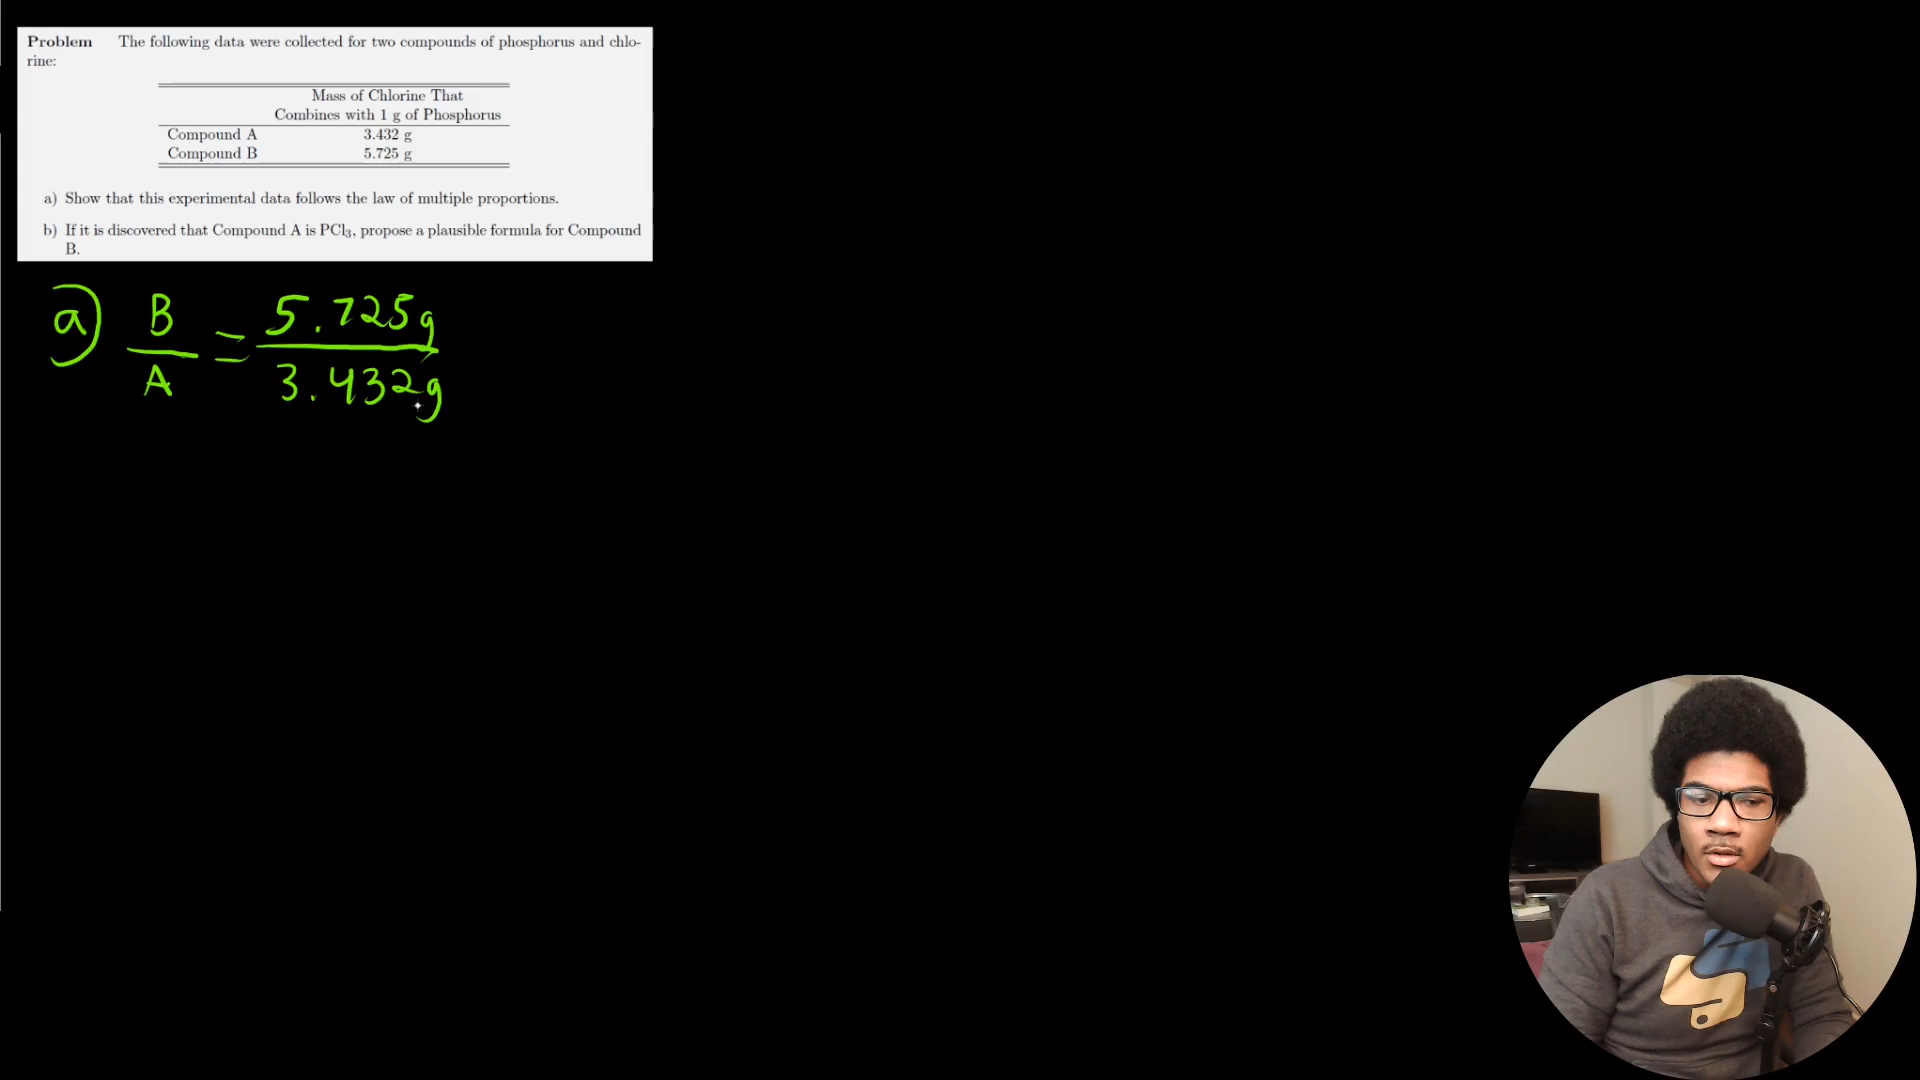 Problem The following data were collected for two compounds of phosphorus and chlo-
rine:
Mass of Chlorine That
Combines with 1 g of Phosphorus
Compound A 3.432 g
Compound B 5.725 g
a) Show that this experimental data follows the law of multiple proportions.
b) If it is discovered that Compound A is PCl₃, propose a plausible formula for Compound
B.
a) B/A = 5.725g/3.432g